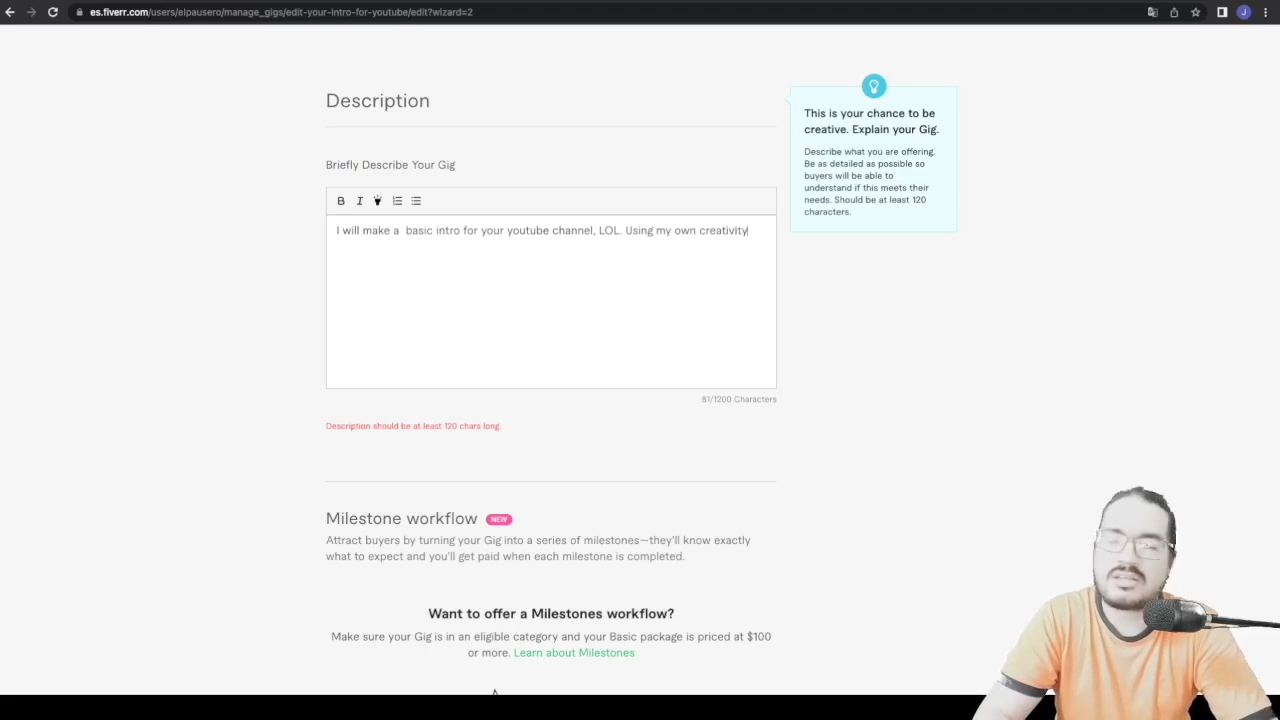 es.fiverr.com/users/elpausero/manage_gigs/edit-your-intro-for-youtube/edit?wizard=2
J
Description
This is your chance to be
creative. Explain your Gig.
Describe what you are offering.
Be as detailed as possible so
buyers will be able to
understand if this meets their
needs. Should be at least 120
characters.
Briefly Describe Your Gig
B I
I will make a  basic intro for your youtube channel, LOL. Using my own creativity
81/1200 Characters
Description should be at least 120 chars long.
Milestone workflow NEW
Attract buyers by turning your Gig into a series of milestones—they'll know exactly
what to expect and you'll get paid when each milestone is completed.
Want to offer a Milestones workflow?
Make sure your Gig is in an eligible category and your Basic package is priced at $100
or more. Learn about Milestones